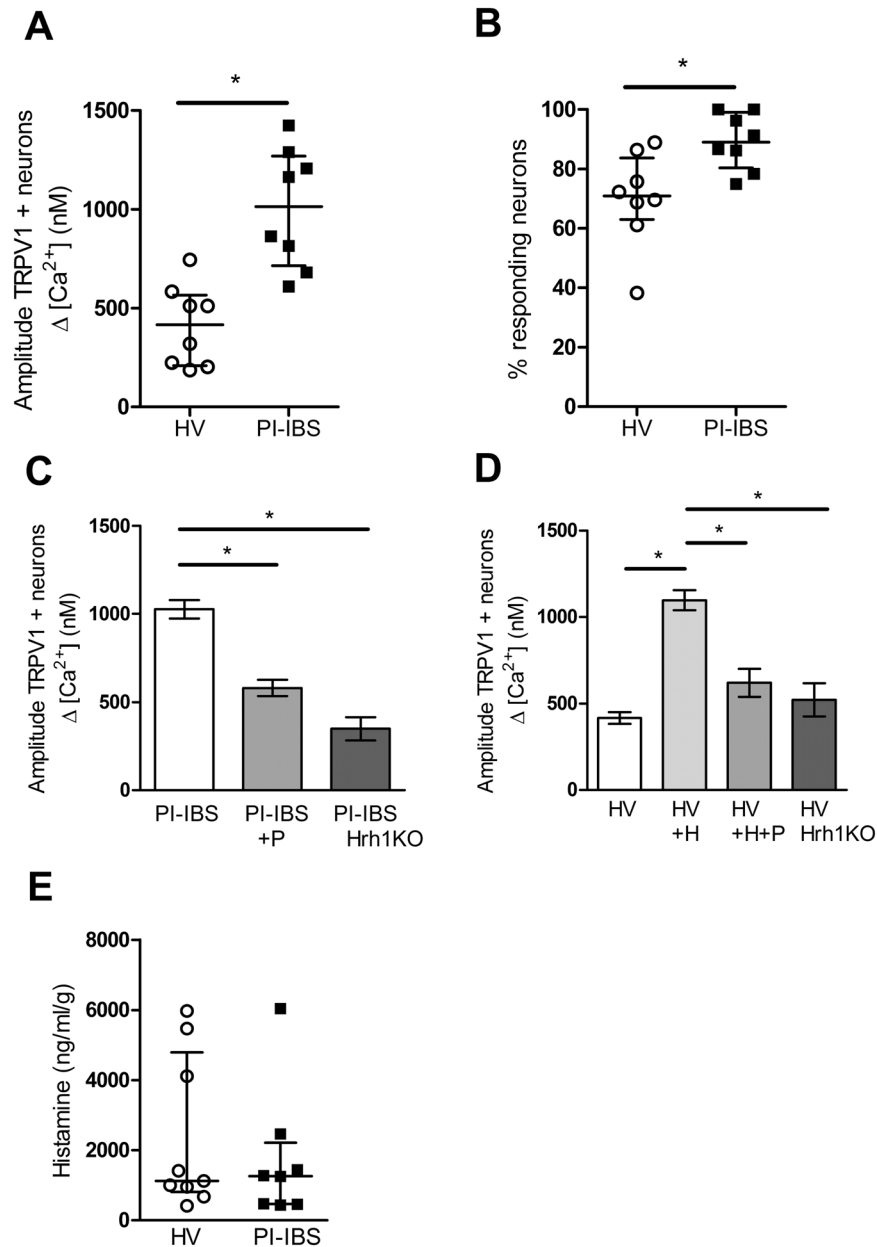 A
*
Amplitude TRPV1 + neurons
Δ [Ca2+] (nM)
1500
1000
500
0
HV
PI-IBS
B
*
% responding neurons
100
80
60
40
20
0
HV
PI-IBS
C
*
*
Amplitude TRPV1 + neurons
Δ [Ca2+] (nM)
1500
1000
500
0
PI-IBS
PI-IBS
+P
PI-IBS
Hrh1KO
D
*
*
*
Amplitude TRPV1 + neurons
Δ [Ca2+] (nM)
1500
1000
500
0
HV
HV
+H
HV
+H+P
HV
Hrh1KO
E
Histamine (ng/ml/g)
8000
6000
4000
2000
0
HV
PI-IBS